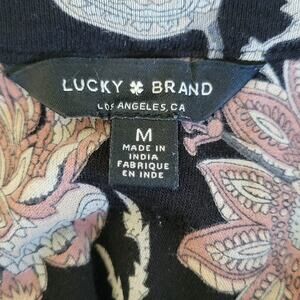 LUCKY BRAND
LOS ANGELES, CA
M
MADE IN
INDIA
FABRIQUE
EN INDE